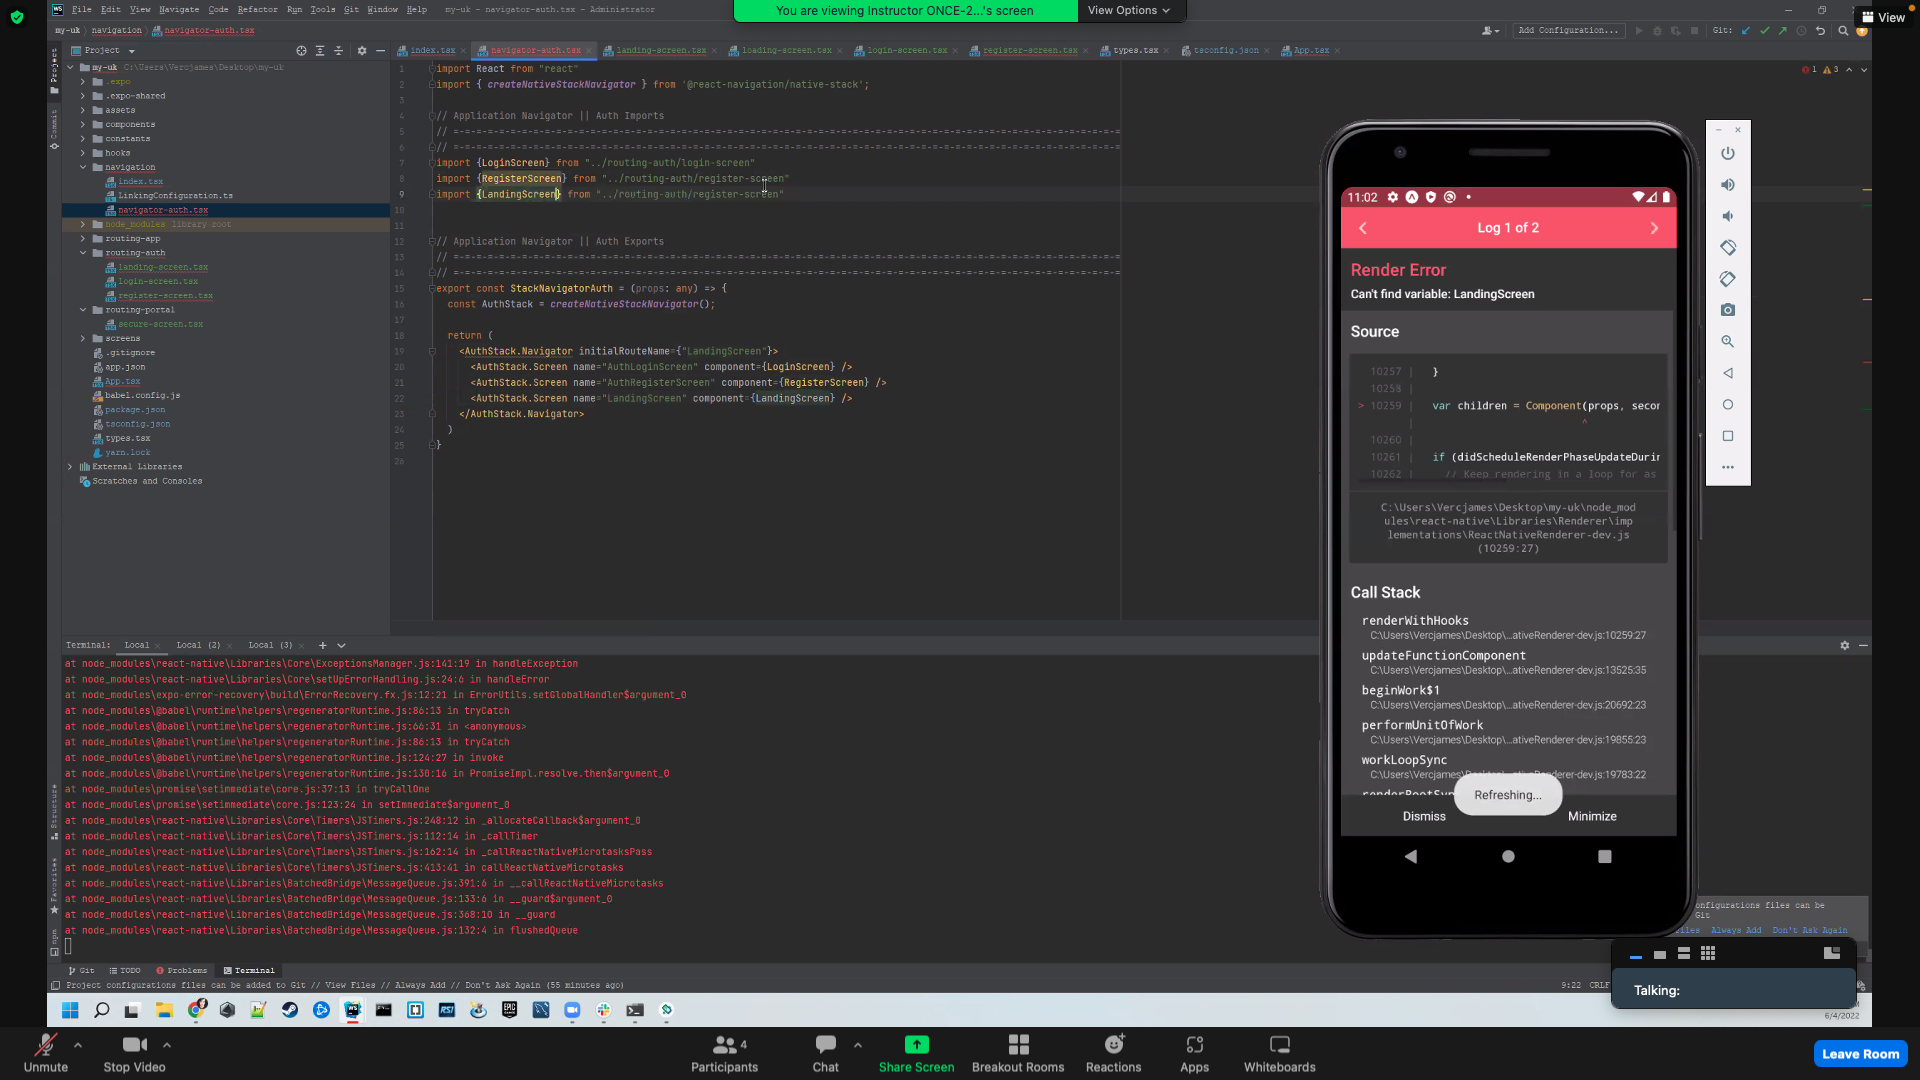 You are viewing Instructor ONCE-2...'s screen
View Options
View
File Edit View Navigate Code Refactor Run Tools Git Window Help my-uk - navigator-auth.tsx - Administrator
my-uk navigation navigator-auth.tsx
Add Configuration...
Git:
Project
index.tsx navigator-auth.tsx landing-screen.tsx loading-screen.tsx login-screen.tsx register-screen.tsx types.tsx tsconfig.json App.tsx
my-uk C:\Users\Vercjames\Desktop\my-uk
.expo
.expo-shared
assets
components
constants
hooks
navigation
index.tsx
LinkingConfiguration.ts
navigator-auth.tsx
node_modules library root
routing-app
routing-auth
landing-screen.tsx
login-screen.tsx
register-screen.tsx
routing-portal
secure-screen.tsx
screens
.gitignore
app.json
App.tsx
babel.config.js
package.json
tsconfig.json
types.tsx
yarn.lock
External Libraries
Scratches and Consoles
Project
Commit
1 import React from "react"
2 import { createNativeStackNavigator } from '@react-navigation/native-stack';
3
4 // Application Navigator || Auth Imports
5 // -=-=-=-=-=-=-=-=-=-=-=-=-=-=-=-=-=-=-=-=-=-=-=-=-=-=-=-=-=-=-=-=-=-=-=-=-=-=-=-=-=-=-=-=-=-=-=-=-=-=-=-=-=-=-=-=-=-=
6 // -=-=-=-=-=-=-=-=-=-=-=-=-=-=-=-=-=-=-=-=-=-=-=-=-=-=-=-=-=-=-=-=-=-=-=-=-=-=-=-=-=-=-=-=-=-=-=-=-=-=-=-=-=-=-=-=-=-=
7 import {LoginScreen} from "../routing-auth/login-screen"
8 import {RegisterScreen} from "../routing-auth/register-screen"
9 import {LandingScreen} from "../routing-auth/register-screen"
10
11
12 // Application Navigator || Auth Exports
13 // -=-=-=-=-=-=-=-=-=-=-=-=-=-=-=-=-=-=-=-=-=-=-=-=-=-=-=-=-=-=-=-=-=-=-=-=-=-=-=-=-=-=-=-=-=-=-=-=-=-=-=-=-=-=-=-=-=-=
14 // -=-=-=-=-=-=-=-=-=-=-=-=-=-=-=-=-=-=-=-=-=-=-=-=-=-=-=-=-=-=-=-=-=-=-=-=-=-=-=-=-=-=-=-=-=-=-=-=-=-=-=-=-=-=-=-=-=-=
15 export const StackNavigatorAuth = (props: any) => {
16 const AuthStack = createNativeStackNavigator();
17
18 return (
19 <AuthStack.Navigator initialRouteName={"LandingScreen"}>
20 <AuthStack.Screen name="AuthLoginScreen" component={LoginScreen} />
21 <AuthStack.Screen name="AuthRegisterScreen" component={RegisterScreen} />
22 <AuthStack.Screen name="LandingScreen" component={LandingScreen} />
23 </AuthStack.Navigator>
24 )
25 }
26
1 3
11:02
Log 1 of 2
Render Error
Can't find variable: LandingScreen
Source
10257 | }
10258 |
> 10259 | var children = Component(props, secon
| ^
10260 |
10261 | if (didScheduleRenderPhaseUpdateDurin
10262 | // Keep rendering in a loop for as
C:\Users\Vercjames\Desktop\my-uk\node_mod
ules\react-native\Libraries\Renderer\imp
lementations\ReactNativeRenderer-dev.js
(10259:27)
Call Stack
renderWithHooks
C:\Users\Vercjames\Desktop\...ativeRenderer-dev.js:10259:27
updateFunctionComponent
C:\Users\Vercjames\Desktop\...ativeRenderer-dev.js:13525:35
beginWork$1
C:\Users\Vercjames\Desktop\...ativeRenderer-dev.js:20692:23
performUnitOfWork
C:\Users\Vercjames\Desktop\...ativeRenderer-dev.js:19855:23
workLoopSync
C:\Users\Vercjames\Desktop\...ativeRenderer-dev.js:19783:22
Refreshing...
Dismiss Minimize
Terminal: Local Local (2) Local (3)
at node_modules\react-native\Libraries\Core\ExceptionsManager.js:141:19 in handleException
at node_modules\react-native\Libraries\Core\setUpErrorHandling.js:24:6 in handleError
at node_modules\expo-error-recovery\build\ErrorRecovery.fx.js:12:21 in ErrorUtils.setGlobalHandler$argument_0
at node_modules\@babel\runtime\helpers\regeneratorRuntime.js:86:13 in tryCatch
at node_modules\@babel\runtime\helpers\regeneratorRuntime.js:66:31 in <anonymous>
at node_modules\@babel\runtime\helpers\regeneratorRuntime.js:86:13 in tryCatch
at node_modules\@babel\runtime\helpers\regeneratorRuntime.js:124:27 in invoke
at node_modules\@babel\runtime\helpers\regeneratorRuntime.js:130:16 in PromiseImpl.resolve.then$argument_0
at node_modules\promise\setimmediate\core.js:37:13 in tryCallOne
at node_modules\promise\setimmediate\core.js:123:24 in setImmediate$argument_0
at node_modules\react-native\Libraries\Core\Timers\JSTimers.js:248:12 in _allocateCallback$argument_0
at node_modules\react-native\Libraries\Core\Timers\JSTimers.js:112:14 in _callTimer
at node_modules\react-native\Libraries\Core\Timers\JSTimers.js:162:14 in _callReactNativeMicrotasksPass
at node_modules\react-native\Libraries\Core\Timers\JSTimers.js:413:41 in callReactNativeMicrotasks
at node_modules\react-native\Libraries\BatchedBridge\MessageQueue.js:391:6 in __callReactNativeMicrotasks
at node_modules\react-native\Libraries\BatchedBridge\MessageQueue.js:133:6 in __guard$argument_0
at node_modules\react-native\Libraries\BatchedBridge\MessageQueue.js:368:10 in __guard
at node_modules\react-native\Libraries\BatchedBridge\MessageQueue.js:132:4 in flushedQueue
Structure
Favorites
npm
onfigurations files can be
Git
iles Always Add Don't Ask Again
Git TODO Problems Terminal
Project configurations files can be added to Git // View Files // Always Add // Don't Ask Again (55 minutes ago)
9:22 CRLF
Talking:
6/4/2022
Unmute
Stop Video
4
Participants
Chat
Share Screen
Breakout Rooms
Reactions
Apps
Whiteboards
Leave Room